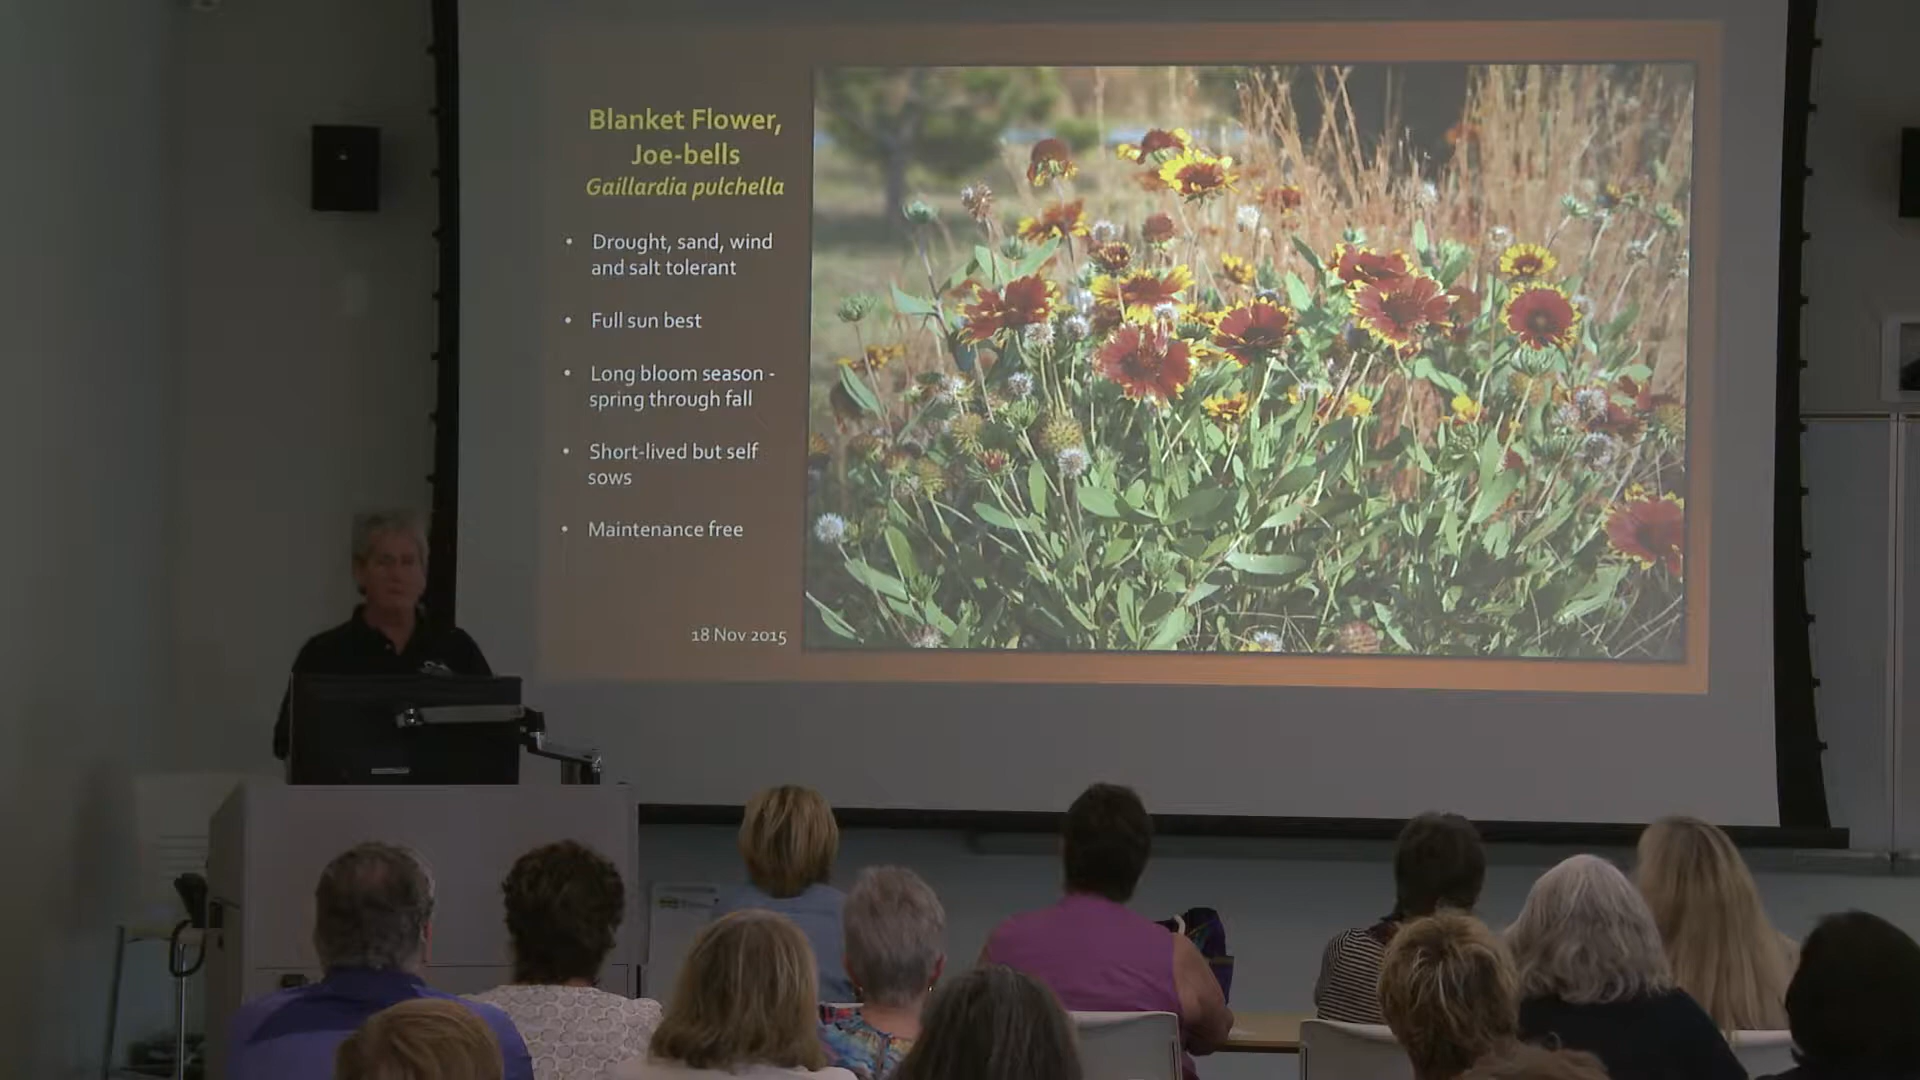 Blanket Flower,
Joe-bells
Gaillardia pulchella
• Drought, sand, wind
and salt tolerant
• Full sun best
• Long bloom season -
spring through fall
• Short-lived but self
sows
• Maintenance free
18 Nov 2015